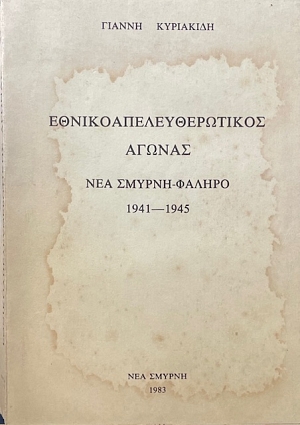 ΓΙΑΝΝΗ ΚΥΡΙΑΚΙΔΗ
ΕΘΝΙΚΟΑΠΕΛΕΥΘΕΡΩΤΙΚΟΣ
ΑΓΩΝΑΣ
ΝΕΑ ΣΜΥΡΝΗ-ΦΑΛΗΡΟ
1941—1945
ΝΕΑ ΣΜΥΡΝΗ
1983